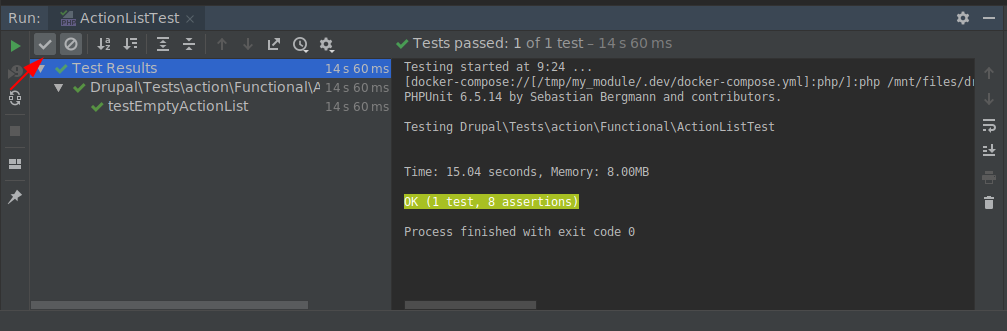 Run: ActionListTest
Tests passed: 1 of 1 test – 14 s 60 ms
Test Results 14 s 60 ms
Drupal\Tests\action\Functional\A 14 s 60 ms
testEmptyActionList 14 s 60 ms
Testing started at 9:24 ...
[docker-compose://[/tmp/my_module/.dev/docker-compose.yml]:php/]:php /mnt/files/dr
PHPUnit 6.5.14 by Sebastian Bergmann and contributors.
Testing Drupal\Tests\action\Functional\ActionListTest
Time: 15.04 seconds, Memory: 8.00MB
OK (1 test, 8 assertions)
Process finished with exit code 0